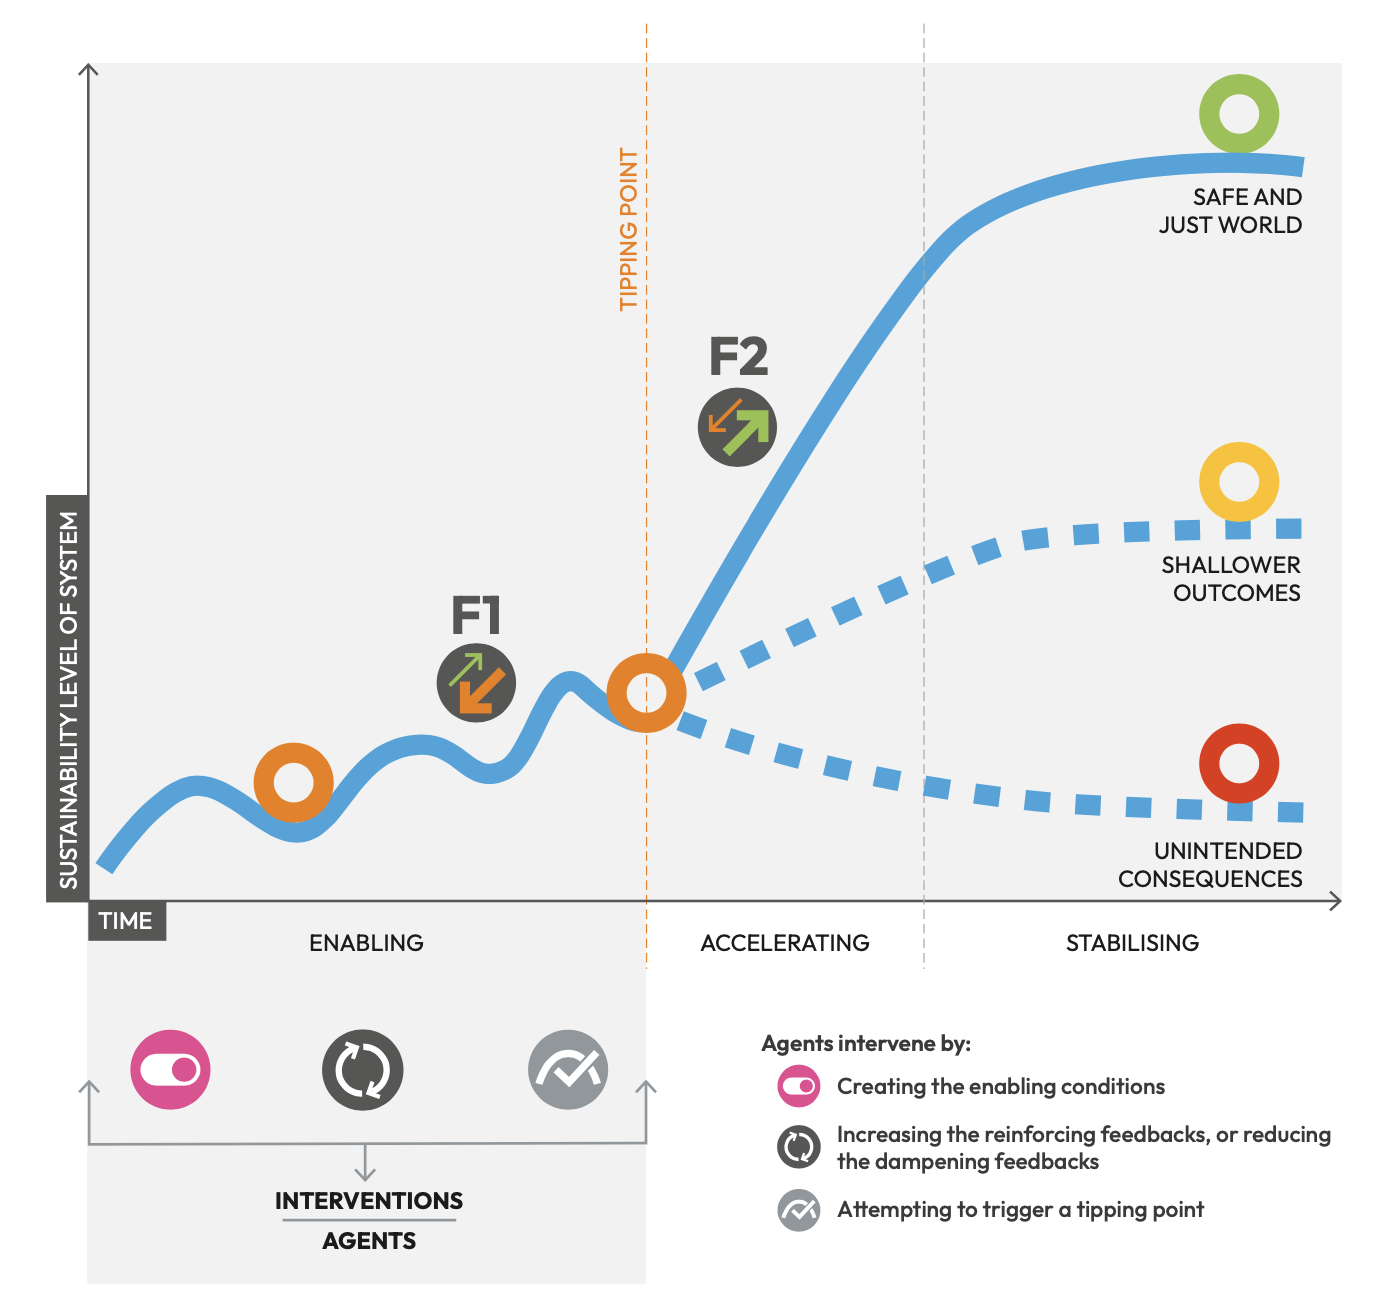 TIPPING POINT
SAFE AND
JUST WORLD
F2
SHALLOWER
OUTCOMES
F1
SUSTAINABILITY LEVEL OF SYSTEM
UNINTENDED
CONSEQUENCES
TIME
ENABLING
ACCELERATING
STABILISING
INTERVENTIONS
AGENTS
Agents intervene by:
Creating the enabling conditions
Increasing the reinforcing feedbacks, or reducing
the dampening feedbacks
Attempting to trigger a tipping point